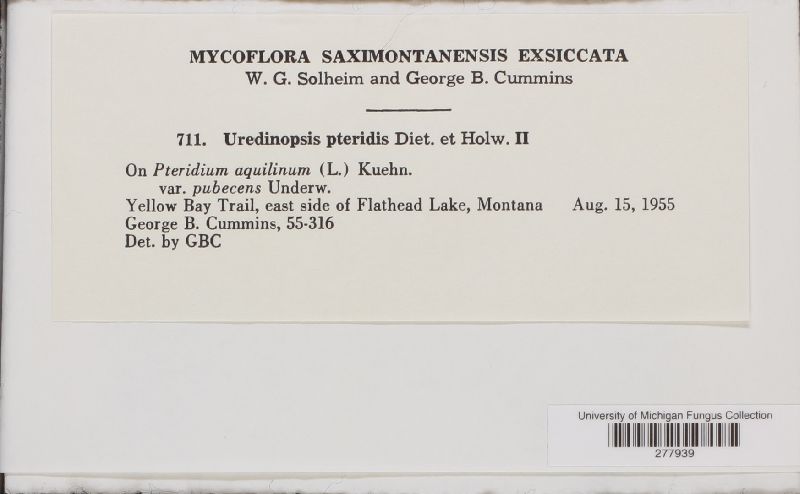 MYCOFLORA SAXIMONTANENSIS EXSICCATA
W. G. Solheim and George B. Cummins
711. Uredinopsis pteridis Diet. et Holw. II
On Pteridium aquilinum (L.) Kuehn.
var. pubecens Underw.
Yellow Bay Trail, east side of Flathead Lake, Montana Aug. 15, 1955
George B. Cummins, 55-316
Det. by GBC
University of Michigan Fungus Collection
277939